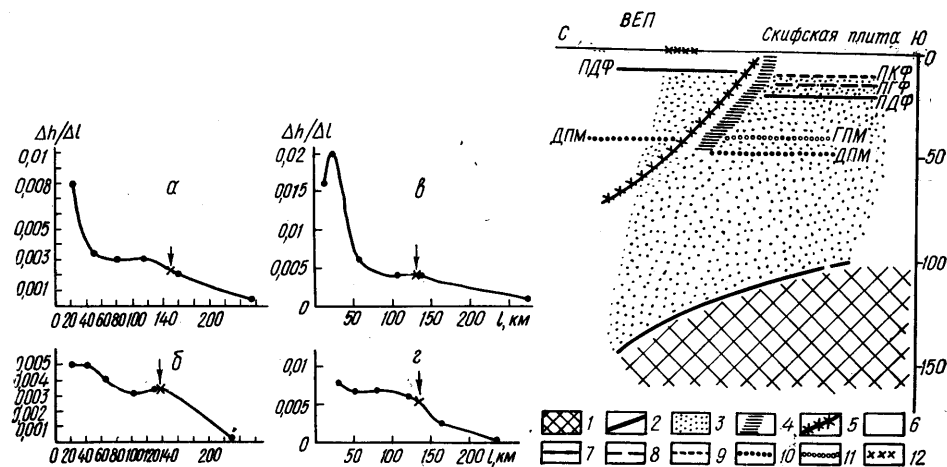 Δh/Δl
0,01
0,008
0,005
0,003
0,001
а
0 20 40 60 80 100 140 200
Δh/Δl
0,02
0,015
0,01
0,005
0
в
50 100 150 200 l, км
0,005
0,004
0,003
0,002
0,001
б
0 20 40 60 80 100 120 140 200
0,01
0,005
0
г
50 100 150 200 l, км
С ВЕП Скифская плита Ю
0
ПДФ
ПКФ
ПГФ
ПДФ
ДПМ
ГПМ
ДПМ
50
100
150
1 2 3 4 5 6
7 8 9 10 11 12